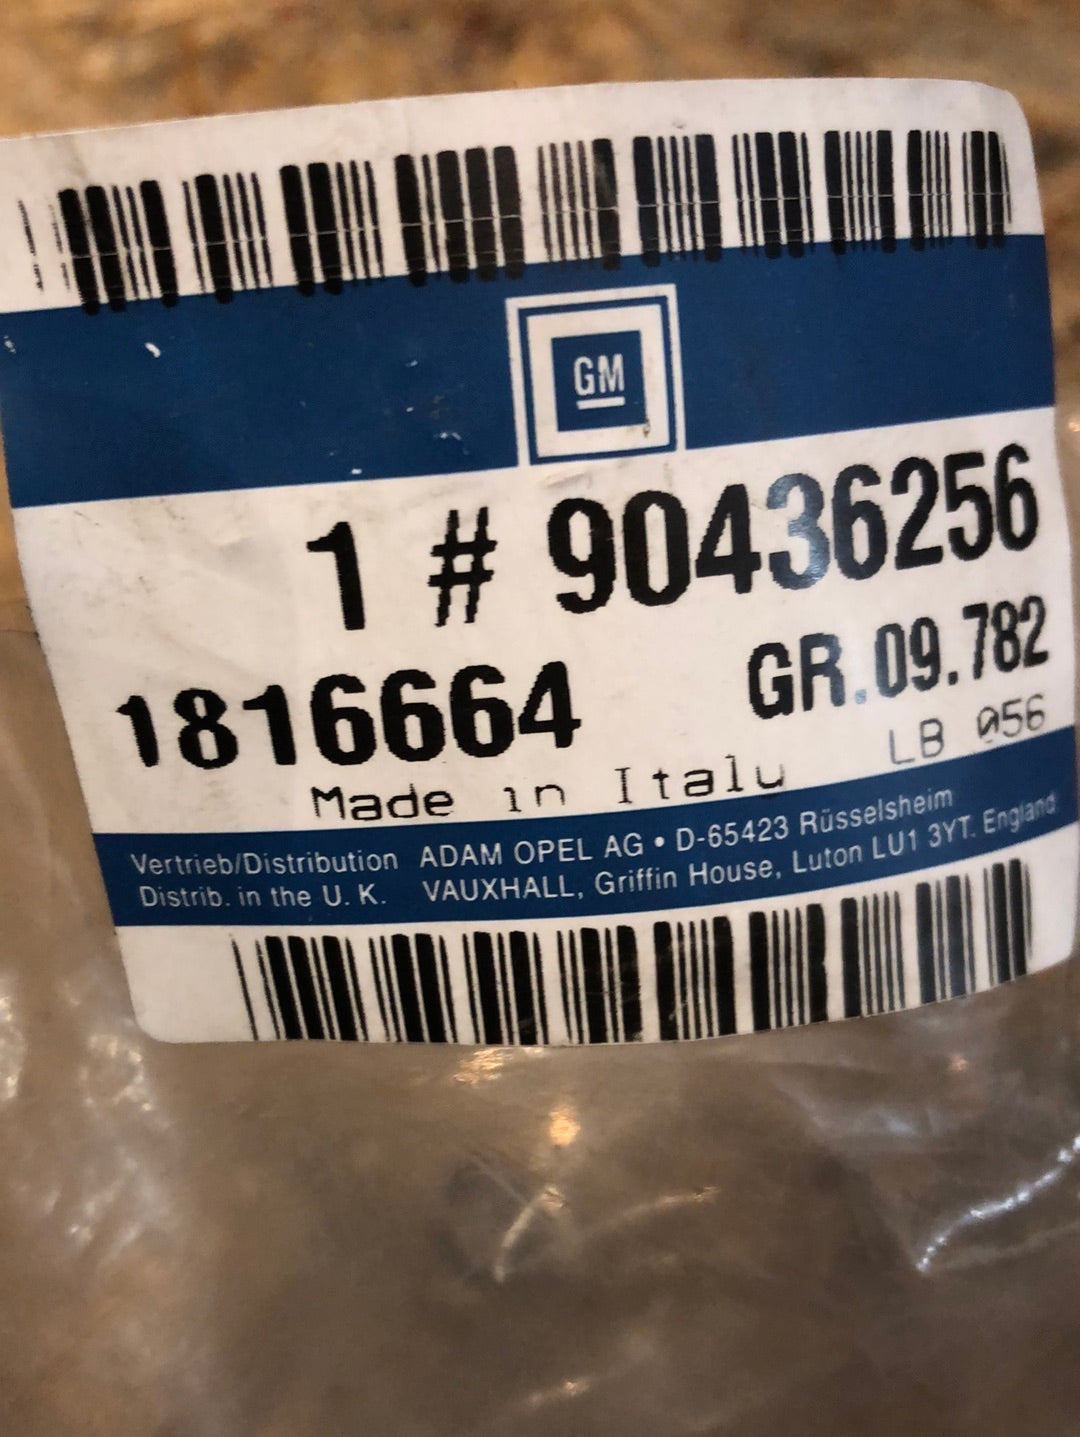 GM
1 # 90436256
1816664 GR.09.782
Made in Italy LB 056
Vertrieb/Distribution ADAM OPEL AG • D-65423 Rüsselsheim
Distrib. in the U. K. VAUXHALL, Griffin House, Luton LU1 3YT. England